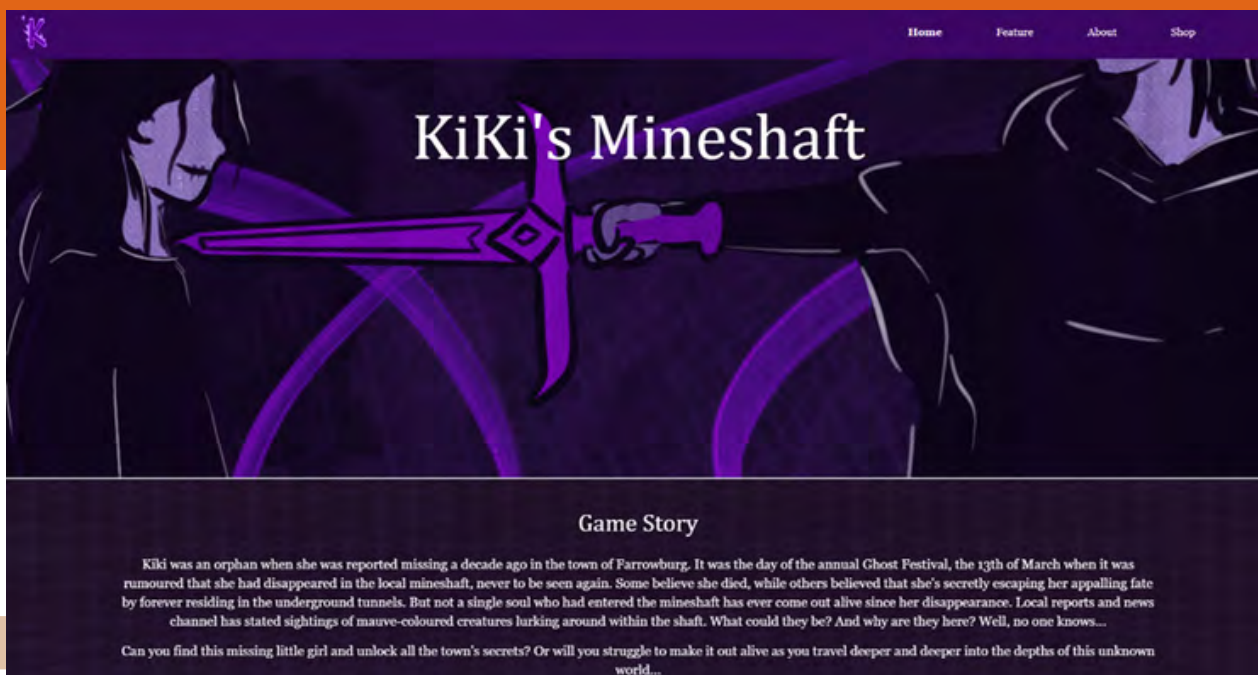 K
Home Feature About Shop
KiKi's Mineshaft
Game Story
Kiki was an orphan when she was reported missing a decade ago in the town of Farrowburg. It was the day of the annual Ghost Festival, the 13th of March when it was
rumoured that she had disappeared in the local mineshaft, never to be seen again. Some believe she died, while others believed that she's secretly escaping her appalling fate
by forever residing in the underground tunnels. But not a single soul who had entered the mineshaft has ever come out alive since her disappearance. Local reports and news
channel has stated sightings of mauve-coloured creatures lurking around within the shaft. What could they be? And why are they here? Well, no one knows...
Can you find this missing little girl and unlock all the town's secrets? Or will you struggle to make it out alive as you travel deeper and deeper into the depths of this unknown
world...